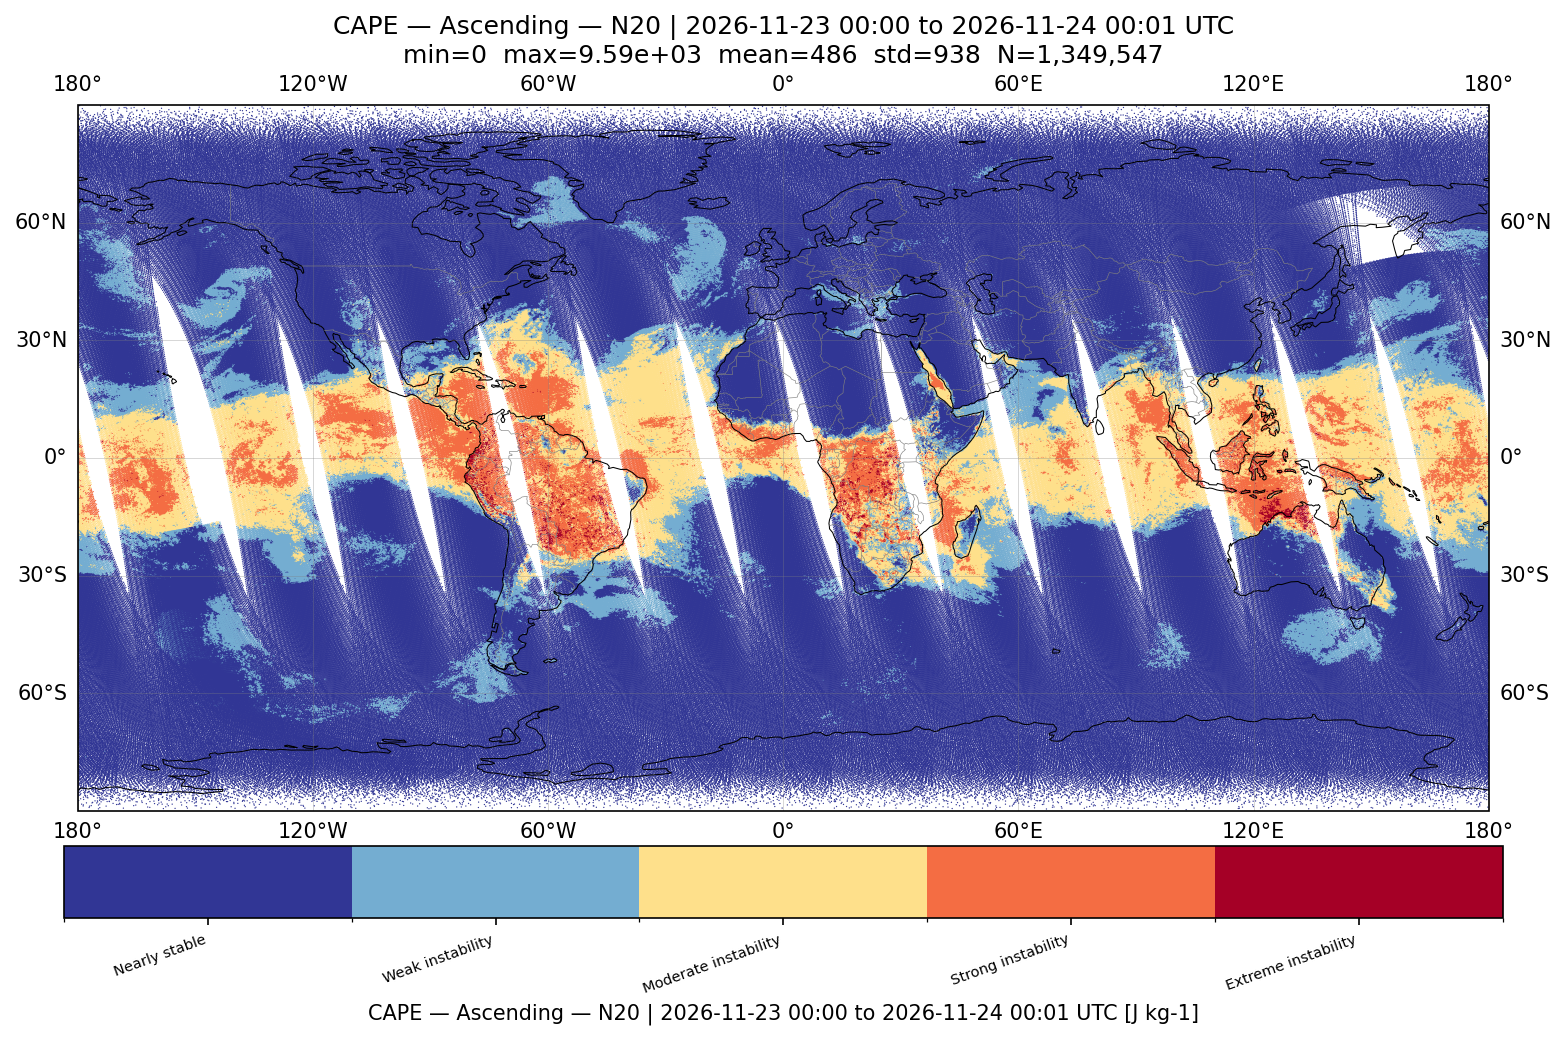 CAPE — Ascending — N20 | 2026-11-23 00:00 to 2026-11-24 00:01 UTC
min=0  max=9.59e+03  mean=486  std=938  N=1,349,547
180° 120°W 60°W 0° 60°E 120°E 180°
60°N 60°N
30°N 30°N
0° 0°
30°S 30°S
60°S 60°S
180° 120°W 60°W 0° 60°E 120°E 180°
Nearly stable Weak instability Moderate instability Strong instability Extreme instability
CAPE — Ascending — N20 | 2026-11-23 00:00 to 2026-11-24 00:01 UTC [J kg-1]